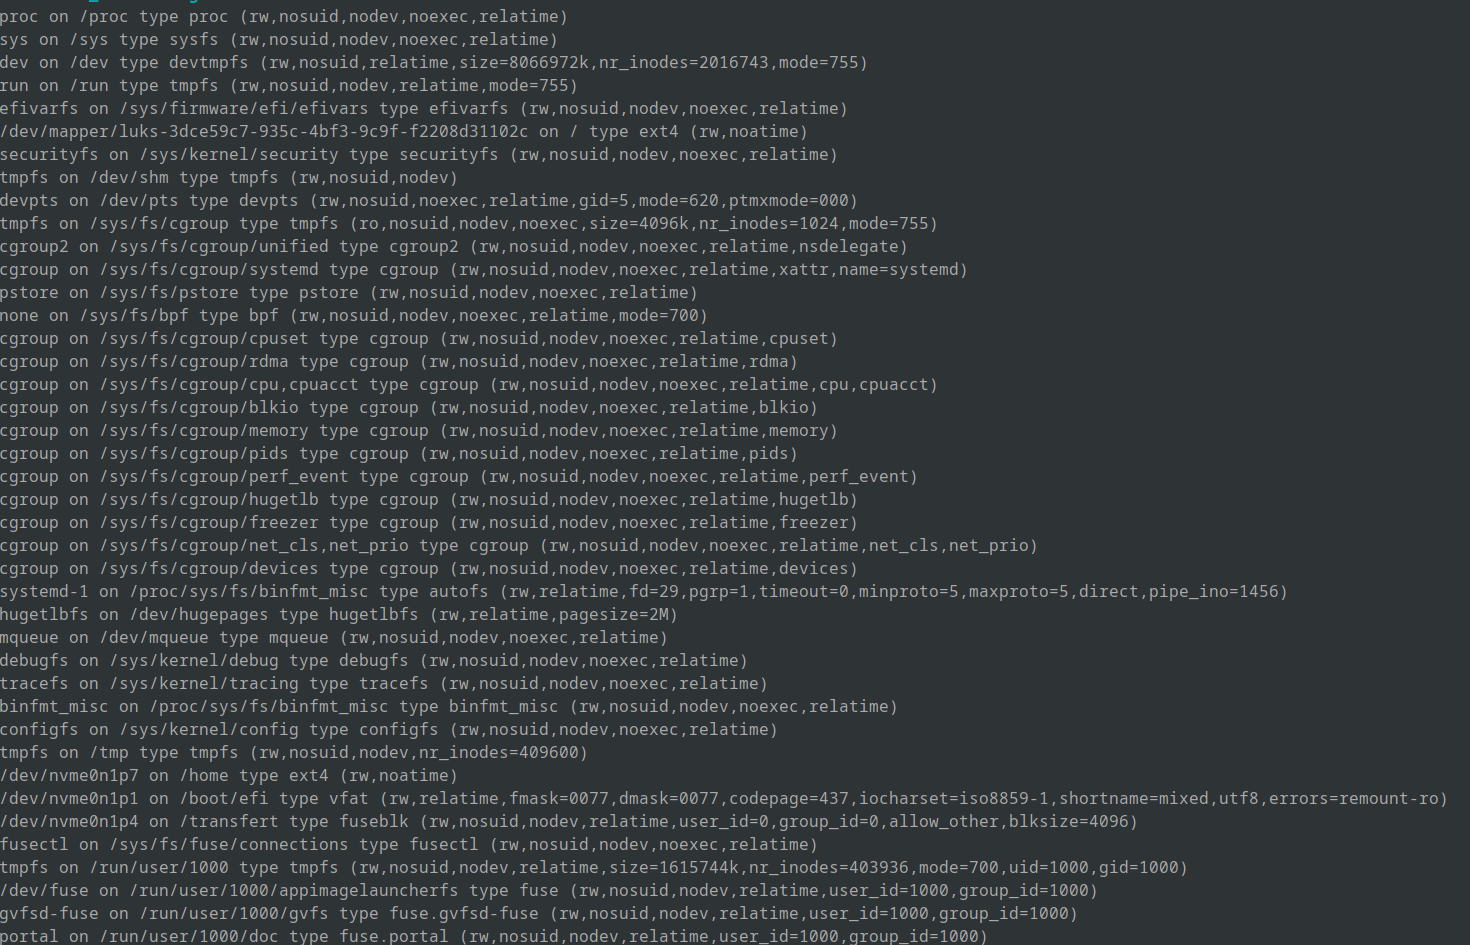 proc on /proc type proc (rw,nosuid,nodev,noexec,relatime)
sys on /sys type sysfs (rw,nosuid,nodev,noexec,relatime)
dev on /dev type devtmpfs (rw,nosuid,relatime,size=8066972k,nr_inodes=2016743,mode=755)
run on /run type tmpfs (rw,nosuid,nodev,relatime,mode=755)
efivarfs on /sys/firmware/efi/efivars type efivarfs (rw,nosuid,nodev,noexec,relatime)
/dev/mapper/luks-3dce59c7-935c-4bf3-9c9f-f2208d31102c on / type ext4 (rw,noatime)
securityfs on /sys/kernel/security type securityfs (rw,nosuid,nodev,noexec,relatime)
tmpfs on /dev/shm type tmpfs (rw,nosuid,nodev)
devpts on /dev/pts type devpts (rw,nosuid,noexec,relatime,gid=5,mode=620,ptmxmode=000)
tmpfs on /sys/fs/cgroup type tmpfs (ro,nosuid,nodev,noexec,size=4096k,nr_inodes=1024,mode=755)
cgroup2 on /sys/fs/cgroup/unified type cgroup2 (rw,nosuid,nodev,noexec,relatime,nsdelegate)
cgroup on /sys/fs/cgroup/systemd type cgroup (rw,nosuid,nodev,noexec,relatime,xattr,name=systemd)
pstore on /sys/fs/pstore type pstore (rw,nosuid,nodev,noexec,relatime)
none on /sys/fs/bpf type bpf (rw,nosuid,nodev,noexec,relatime,mode=700)
cgroup on /sys/fs/cgroup/cpuset type cgroup (rw,nosuid,nodev,noexec,relatime,cpuset)
cgroup on /sys/fs/cgroup/rdma type cgroup (rw,nosuid,nodev,noexec,relatime,rdma)
cgroup on /sys/fs/cgroup/cpu,cpuacct type cgroup (rw,nosuid,nodev,noexec,relatime,cpu,cpuacct)
cgroup on /sys/fs/cgroup/blkio type cgroup (rw,nosuid,nodev,noexec,relatime,blkio)
cgroup on /sys/fs/cgroup/memory type cgroup (rw,nosuid,nodev,noexec,relatime,memory)
cgroup on /sys/fs/cgroup/pids type cgroup (rw,nosuid,nodev,noexec,relatime,pids)
cgroup on /sys/fs/cgroup/perf_event type cgroup (rw,nosuid,nodev,noexec,relatime,perf_event)
cgroup on /sys/fs/cgroup/hugetlb type cgroup (rw,nosuid,nodev,noexec,relatime,hugetlb)
cgroup on /sys/fs/cgroup/freezer type cgroup (rw,nosuid,nodev,noexec,relatime,freezer)
cgroup on /sys/fs/cgroup/net_cls,net_prio type cgroup (rw,nosuid,nodev,noexec,relatime,net_cls,net_prio)
cgroup on /sys/fs/cgroup/devices type cgroup (rw,nosuid,nodev,noexec,relatime,devices)
systemd-1 on /proc/sys/fs/binfmt_misc type autofs (rw,relatime,fd=29,pgrp=1,timeout=0,minproto=5,maxproto=5,direct,pipe_ino=1456)
hugetlbfs on /dev/hugepages type hugetlbfs (rw,relatime,pagesize=2M)
mqueue on /dev/mqueue type mqueue (rw,nosuid,nodev,noexec,relatime)
debugfs on /sys/kernel/debug type debugfs (rw,nosuid,nodev,noexec,relatime)
tracefs on /sys/kernel/tracing type tracefs (rw,nosuid,nodev,noexec,relatime)
binfmt_misc on /proc/sys/fs/binfmt_misc type binfmt_misc (rw,nosuid,nodev,noexec,relatime)
configfs on /sys/kernel/config type configfs (rw,nosuid,nodev,noexec,relatime)
tmpfs on /tmp type tmpfs (rw,nosuid,nodev,nr_inodes=409600)
/dev/nvme0n1p7 on /home type ext4 (rw,noatime)
/dev/nvme0n1p1 on /boot/efi type vfat (rw,relatime,fmask=0077,dmask=0077,codepage=437,iocharset=iso8859-1,shortname=mixed,utf8,errors=remount-ro)
/dev/nvme0n1p4 on /transfert type fuseblk (rw,nosuid,nodev,relatime,user_id=0,group_id=0,allow_other,blksize=4096)
fusectl on /sys/fs/fuse/connections type fusectl (rw,nosuid,nodev,noexec,relatime)
tmpfs on /run/user/1000 type tmpfs (rw,nosuid,nodev,relatime,size=1615744k,nr_inodes=403936,mode=700,uid=1000,gid=1000)
/dev/fuse on /run/user/1000/appimagelauncherfs type fuse (rw,nosuid,nodev,relatime,user_id=1000,group_id=1000)
gvfsd-fuse on /run/user/1000/gvfs type fuse.gvfsd-fuse (rw,nosuid,nodev,relatime,user_id=1000,group_id=1000)
portal on /run/user/1000/doc type fuse.portal (rw,nosuid,nodev,relatime,user_id=1000,group_id=1000)